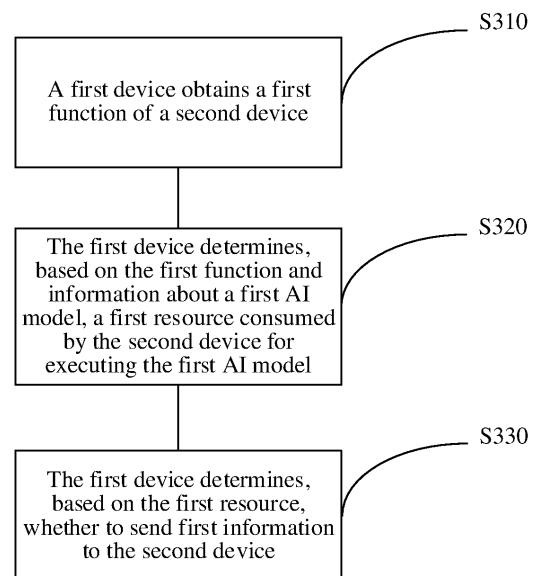 S310
A first device obtains a first
function of a second device
S320
The first device determines,
based on the first function and
information about a first AI
model, a first resource consumed
by the second device for
executing the first AI model
S330
The first device determines,
based on the first resource,
whether to send first information
to the second device